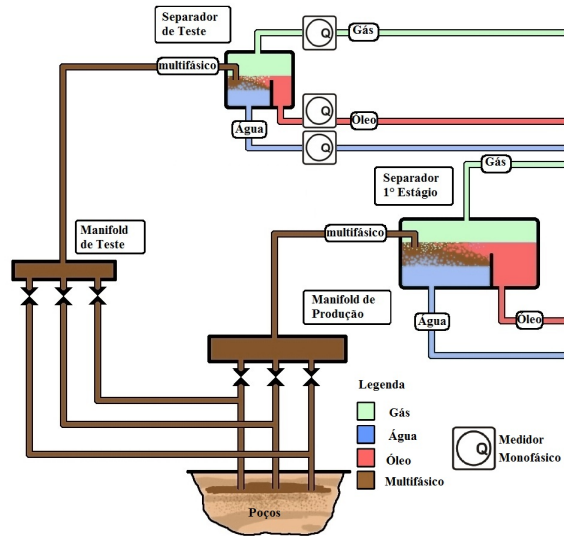 Separador
de Teste
Q
Gás
multifásico
Q
Óleo
Água
Q
Gás
Separador
1° Estágio
Manifold
de Teste
multifásico
Manifold de
Produção
Água
Óleo
Legenda
Gás
Água
Óleo
Multifásico
Q
Medidor
Monofásico
Poços